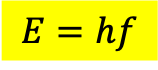 E = hf